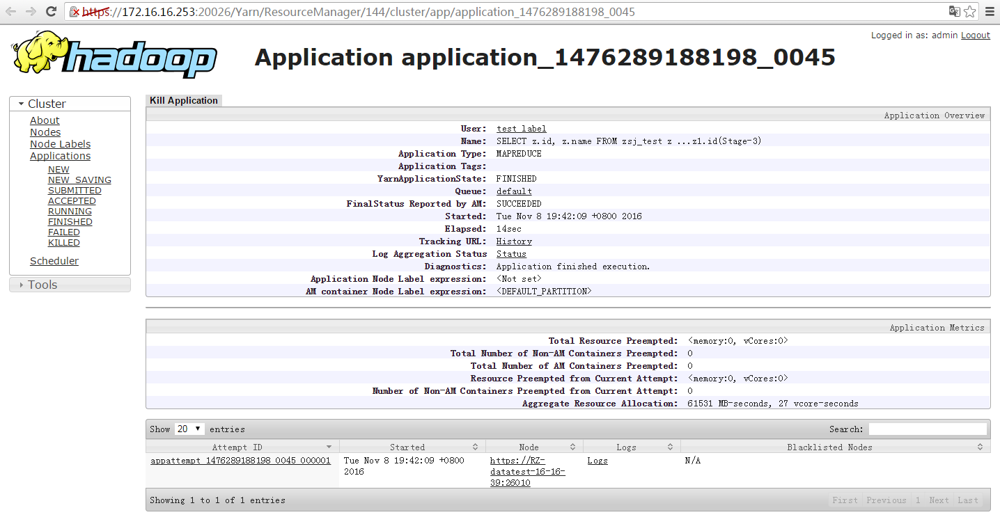 https://172.16.16.253:20026/Yarn/ResourceManager/144/cluster/app/application_1476289188198_0045
Logged in as: admin Logout
hadoop
Application application_1476289188198_0045
Cluster
About
Nodes
Node Labels
Applications
NEW
NEW_SAVING
SUBMITTED
ACCEPTED
RUNNING
FINISHED
FAILED
KILLED
Scheduler
Tools
Kill Application
Application Overview
User: test_label
Name: SELECT z.id, z.name FROM zsj_test z ...z1.id(Stage-3)
Application Type: MAPREDUCE
Application Tags:
YarnApplicationState: FINISHED
Queue: default
FinalStatus Reported by AM: SUCCEEDED
Started: Tue Nov 8 19:42:09 +0800 2016
Elapsed: 14sec
Tracking URL: History
Log Aggregation Status Status
Diagnostics: Application finished execution.
Application Node Label expression: <Not set>
AM container Node Label expression: <DEFAULT_PARTITION>
Application Metrics
Total Resource Preempted: <memory:0, vCores:0>
Total Number of Non-AM Containers Preempted: 0
Total Number of AM Containers Preempted: 0
Resource Preempted from Current Attempt: <memory:0, vCores:0>
Number of Non-AM Containers Preempted from Current Attempt: 0
Aggregate Resource Allocation: 61531 MB-seconds, 27 vcore-seconds
Show 20 entries Search:
Attempt ID Started Node Logs Blacklisted Nodes
appattempt_1476289188198_0045_000001 Tue Nov 8 19:42:09 +0800 https://RZ- Logs N/A
2016 datatest-16-16-
39:26010
Showing 1 to 1 of 1 entries First Previous 1 Next Last